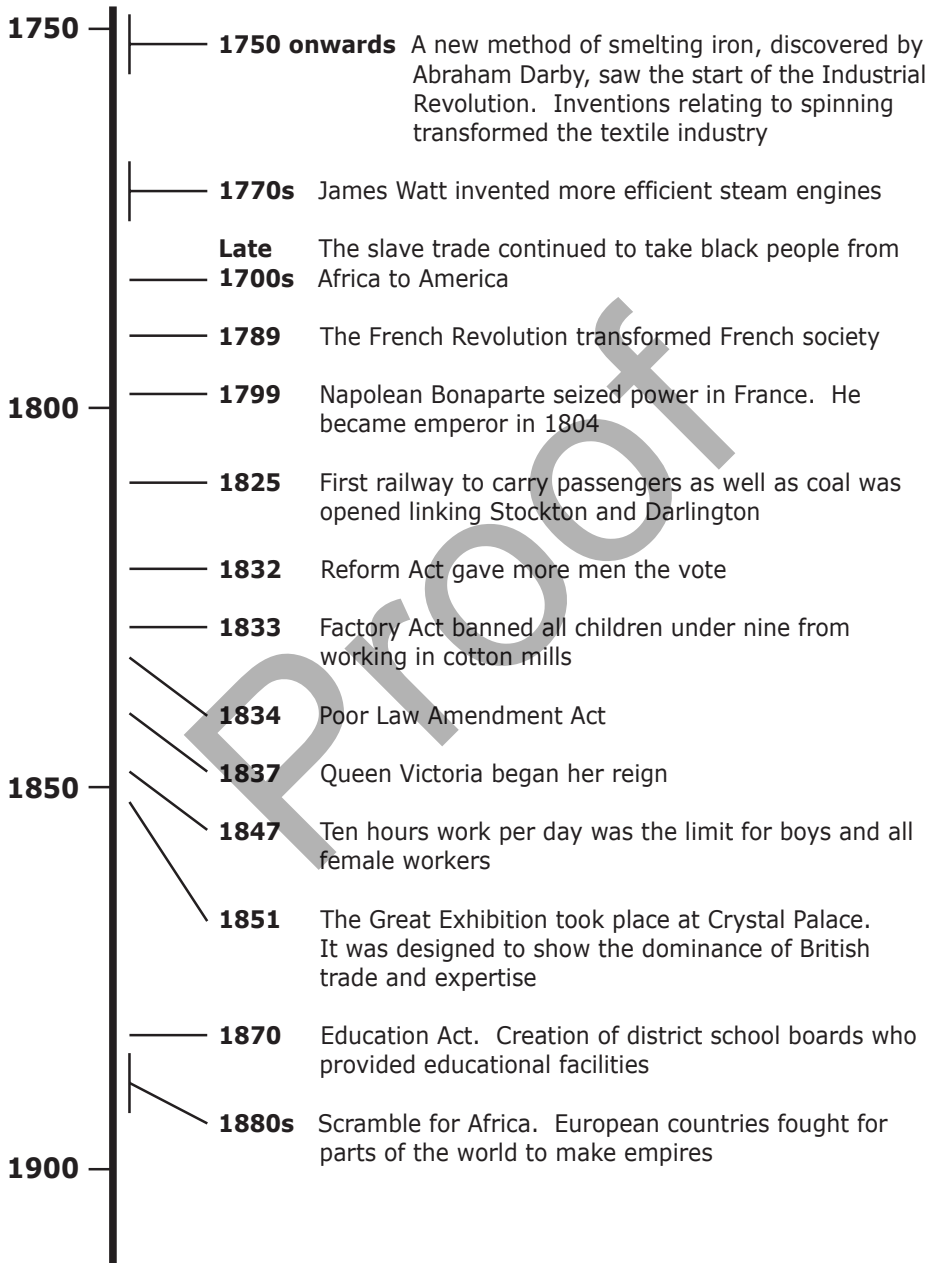 1750
1750 onwards A new method of smelting iron, discovered by
Abraham Darby, saw the start of the Industrial
Revolution. Inventions relating to spinning
transformed the textile industry
1770s James Watt invented more efficient steam engines
Late The slave trade continued to take black people from
1700s Africa to America
1789 The French Revolution transformed French society
1799 Napolean Bonaparte seized power in France. He
1800
became emperor in 1804
1825 First railway to carry passengers as well as coal was
opened linking Stockton and Darlington
1832 Reform Act gave more men the vote
1833 Factory Act banned all children under nine from
working in cotton mills
1834 Poor Law Amendment Act
1837 Queen Victoria began her reign
1850
1847 Ten hours work per day was the limit for boys and all
female workers
1851 The Great Exhibition took place at Crystal Palace.
It was designed to show the dominance of British
trade and expertise
1870 Education Act. Creation of district school boards who
provided educational facilities
1880s Scramble for Africa. European countries fought for
parts of the world to make empires
1900
Proof